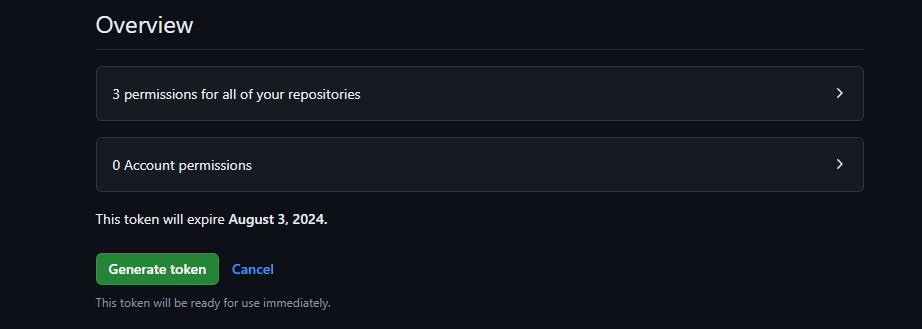 Overview
3 permissions for all of your repositories
0 Account permissions
This token will expire August 3, 2024.
Generate token Cancel
This token will be ready for use immediately.